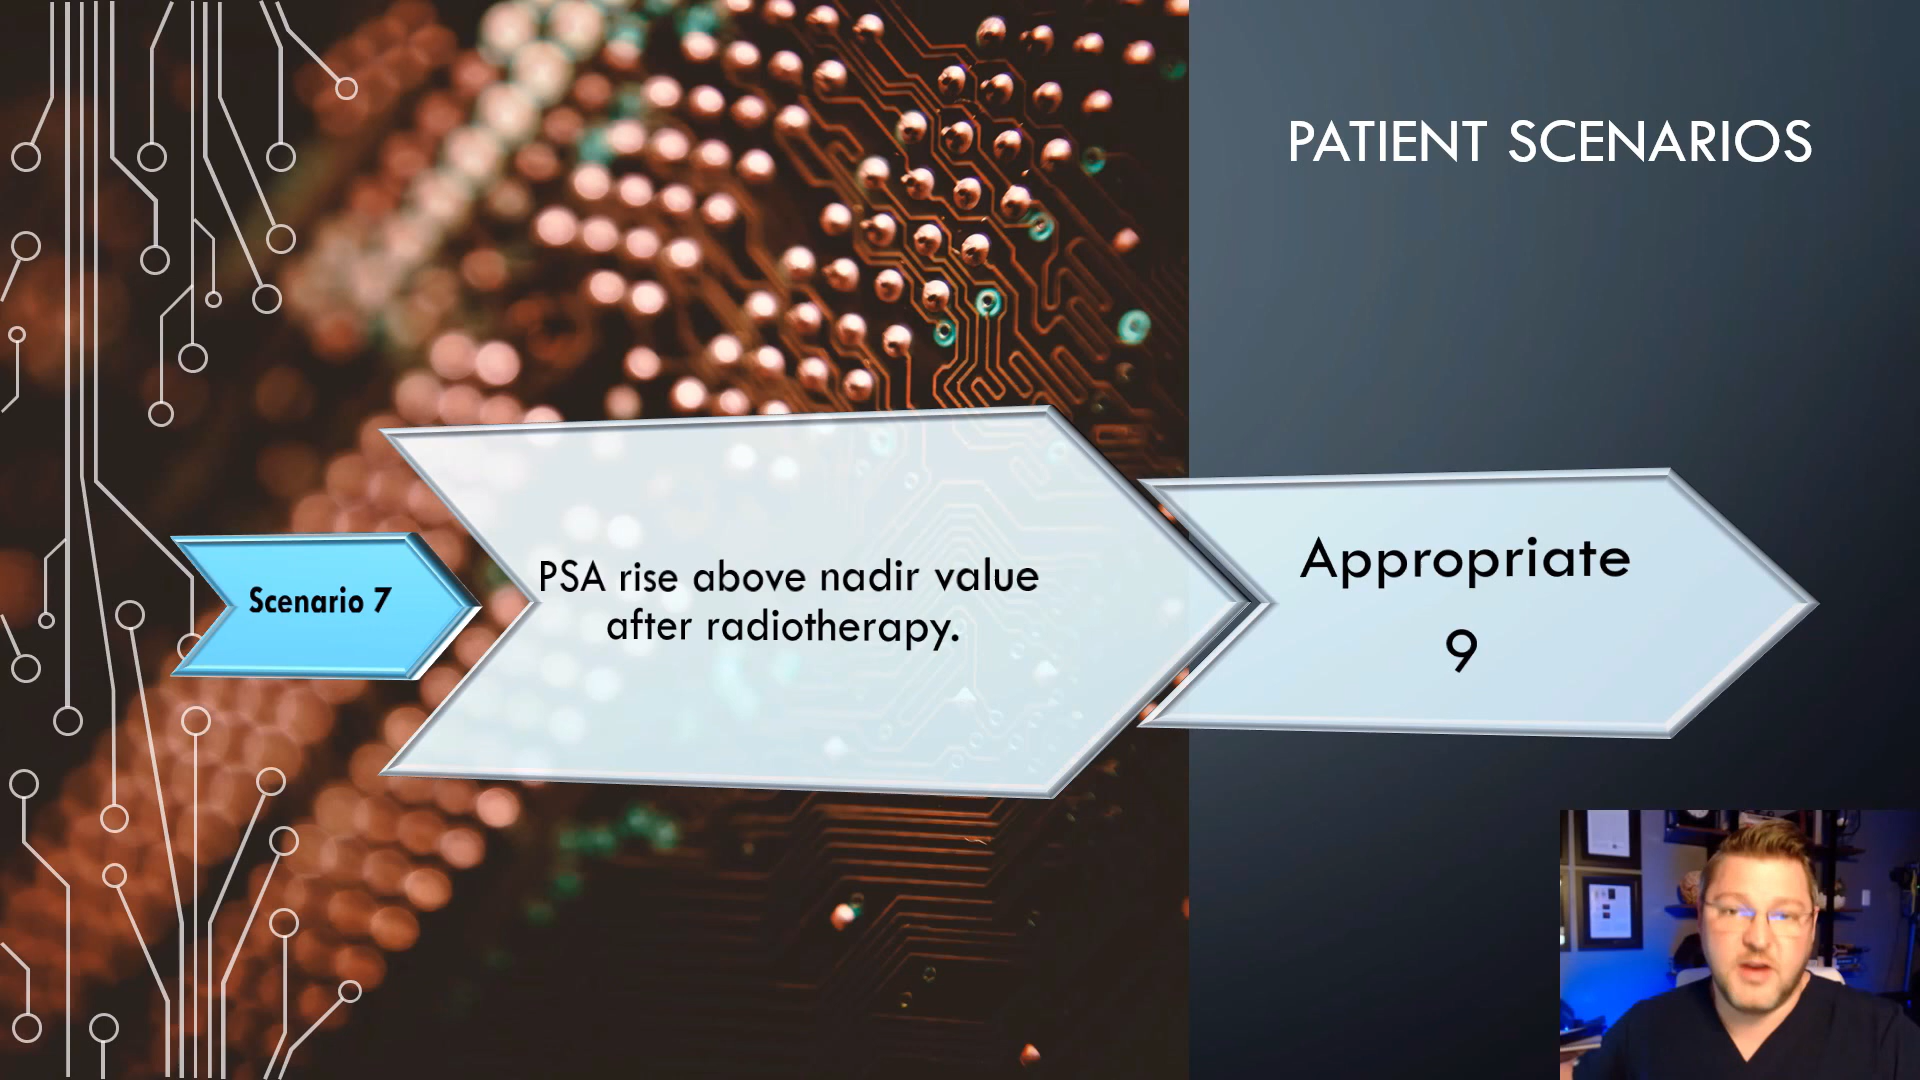 PATIENT SCENARIOS
Scenario 7
PSA rise above nadir value
after radiotherapy.
Appropriate
9